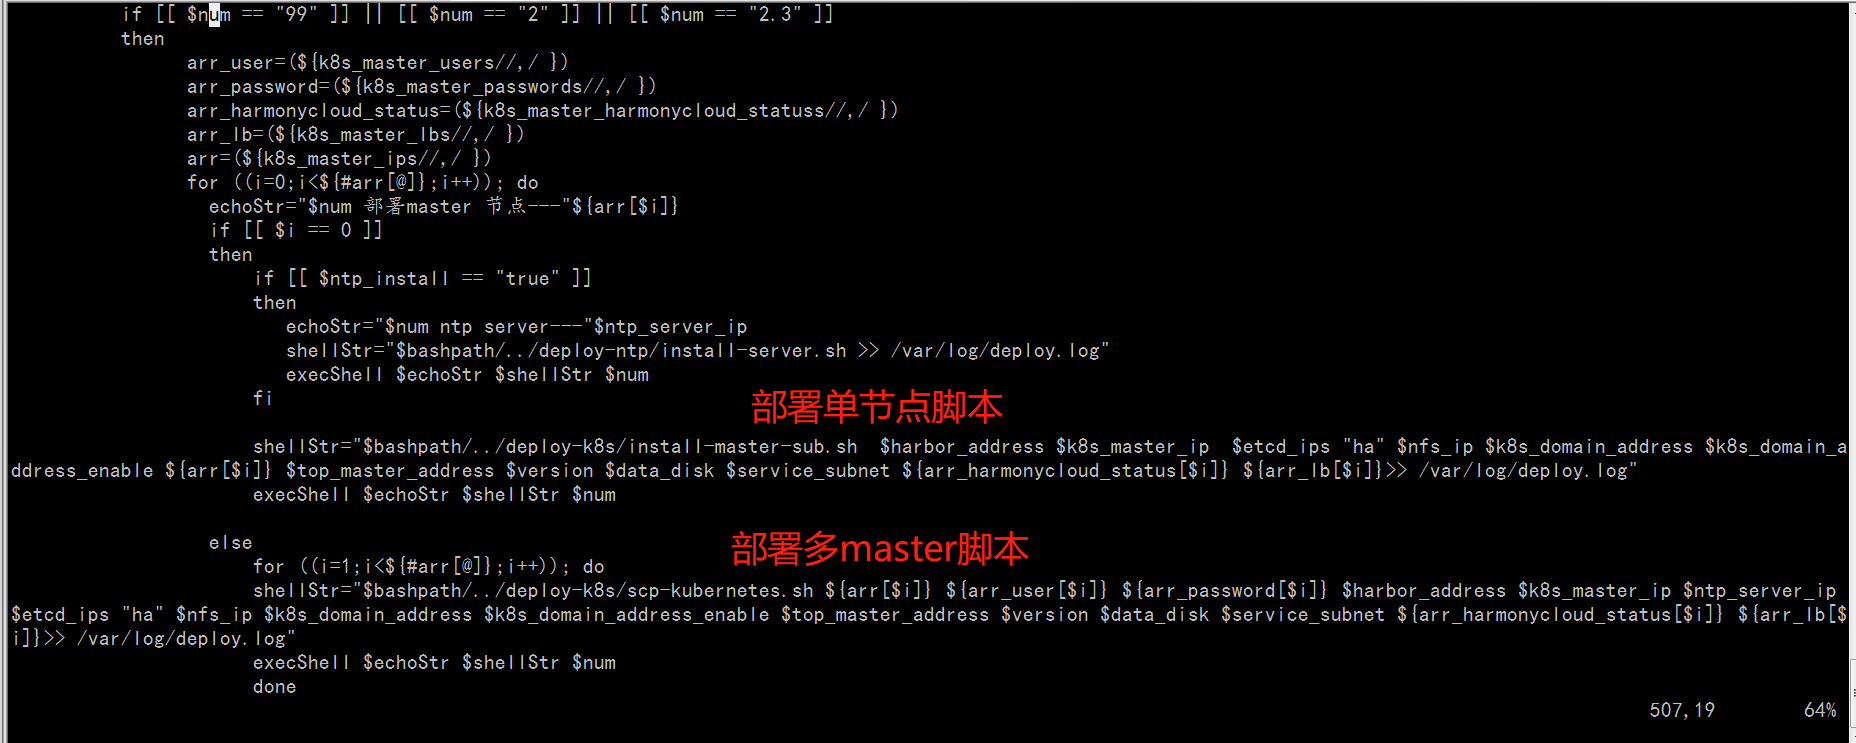 if [[ $num == "99" ]] || [[ $num == "2" ]] || [[ $num == "2.3" ]]
then
arr_user=(${k8s_master_users//,/ })
arr_password=(${k8s_master_passwords//,/ })
arr_harmonycloud_status=(${k8s_master_harmonycloud_statuss//,/ })
arr_lb=(${k8s_master_lbs//,/ })
arr=(${k8s_master_ips//,/ })
for ((i=0;i<${#arr[@]};i++)); do
echoStr="$num 部署master 节点---"${arr[$i]}
if [[ $i == 0 ]]
then
if [[ $ntp_install == "true" ]]
then
echoStr="$num ntp server---"$ntp_server_ip
shellStr="$bashpath/../deploy-ntp/install-server.sh >> /var/log/deploy.log"
execShell $echoStr $shellStr $num
fi
部署单节点脚本
shellStr="$bashpath/../deploy-k8s/install-master-sub.sh  $harbor_address $k8s_master_ip  $etcd_ips "ha" $nfs_ip $k8s_domain_address $k8s_domain_a
ddress_enable ${arr[$i]} $top_master_address $version $data_disk $service_subnet ${arr_harmonycloud_status[$i]} ${arr_lb[$i]}>> /var/log/deploy.log"
execShell $echoStr $shellStr $num
else
部署多master脚本
for ((i=1;i<${#arr[@]};i++)); do
shellStr="$bashpath/../deploy-k8s/scp-kubernetes.sh ${arr[$i]} ${arr_user[$i]} ${arr_password[$i]} $harbor_address $k8s_master_ip $ntp_server_ip
$etcd_ips "ha" $nfs_ip $k8s_domain_address $k8s_domain_address_enable $top_master_address $version $data_disk $service_subnet ${arr_harmonycloud_status[$i]} ${arr_lb[$
i]}>> /var/log/deploy.log"
execShell $echoStr $shellStr $num
done
507,19 64%